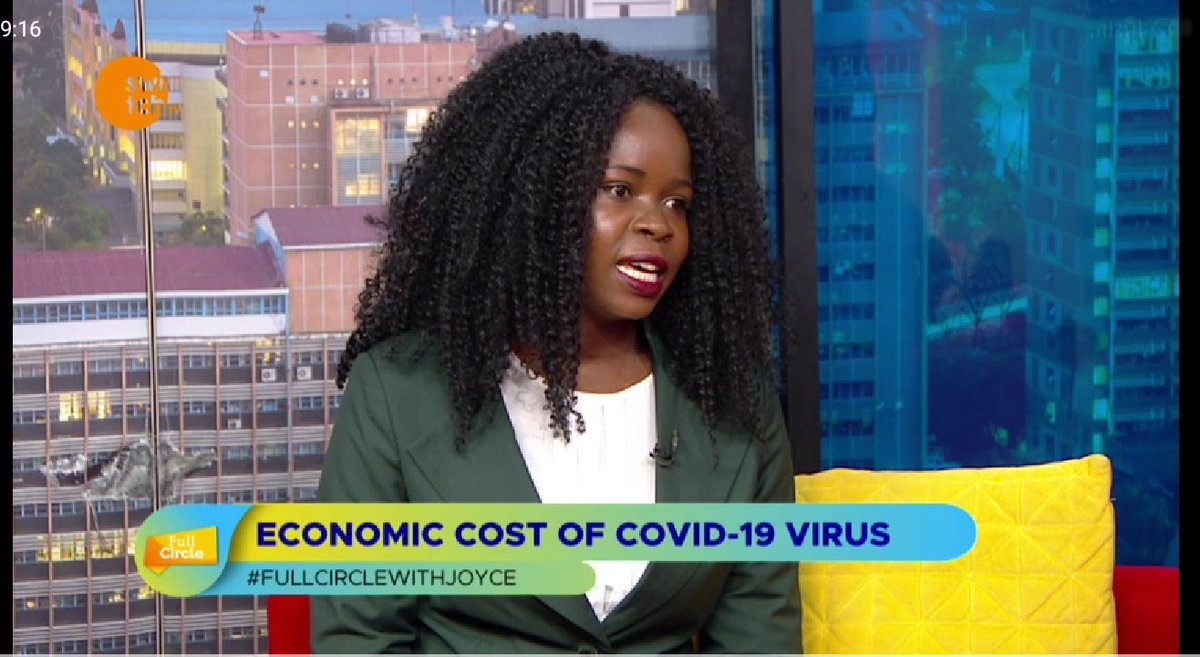 9:16
ECONOMIC COST OF COVID-19 VIRUS
Full
Circle
#FULLCIRCLEWITHJOYCE